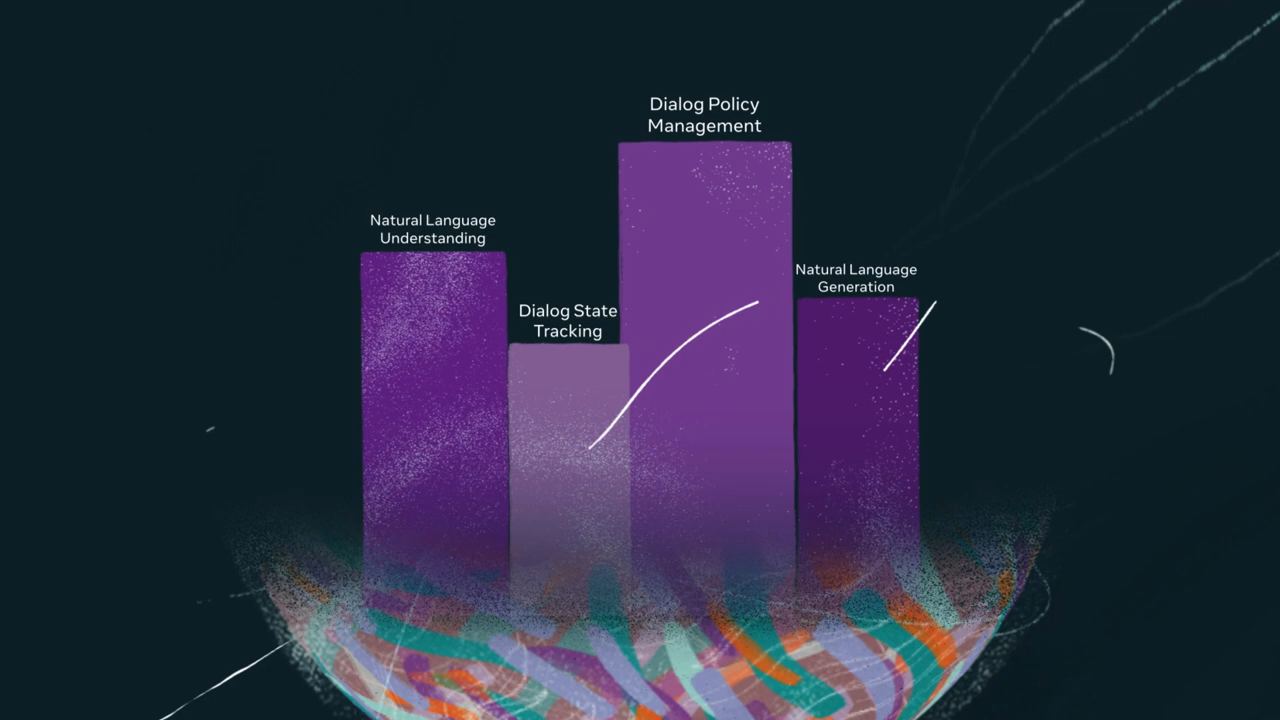 Dialog Policy
Management
Natural Language
Understanding
Natural Language
Generation
Dialog State
Tracking